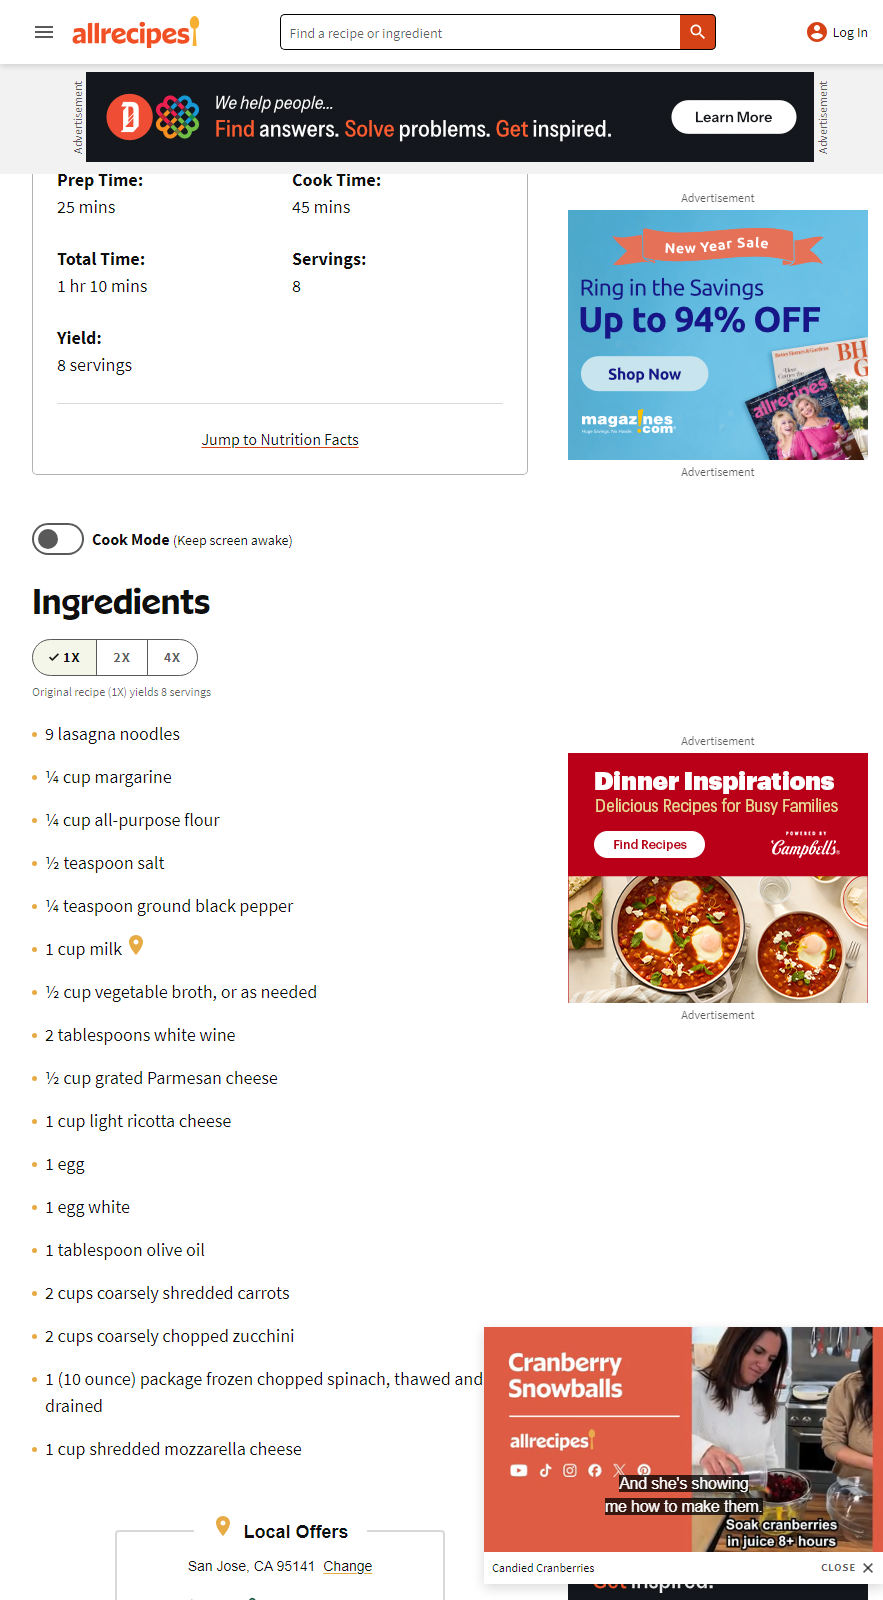 allrecipes
Find a recipe or ingredient
Log In
Advertisement
We help people...
Find answers. Solve problems. Get inspired.
Learn More
Advertisement
Prep Time:
25 mins
Cook Time:
45 mins
Total Time:
1 hr 10 mins
Servings:
8
Yield:
8 servings
Jump to Nutrition Facts
Advertisement
New Year Sale
Ring in the Savings
Up to 94% OFF
Shop Now
magaz!nes
.com
Better Homes & Gardens
BH
G
allrecipes
Advertisement
Cook Mode (Keep screen awake)
Ingredients
1X 2X 4X
Original recipe (1X) yields 8 servings
9 lasagna noodles
¼ cup margarine
¼ cup all-purpose flour
½ teaspoon salt
¼ teaspoon ground black pepper
1 cup milk
½ cup vegetable broth, or as needed
2 tablespoons white wine
½ cup grated Parmesan cheese
1 cup light ricotta cheese
1 egg
1 egg white
1 tablespoon olive oil
2 cups coarsely shredded carrots
2 cups coarsely chopped zucchini
1 (10 ounce) package frozen chopped spinach, thawed and
drained
1 cup shredded mozzarella cheese
Advertisement
Dinner Inspirations
Delicious Recipes for Busy Families
Find Recipes
POWERED BY
Campbell's
Advertisement
Cranberry
Snowballs
allrecipes
And she's showing
me how to make them.
Soak cranberries
in juice 8+ hours
Candied Cranberries
CLOSE
Get inspired.
Local Offers
San Jose, CA 95141 Change